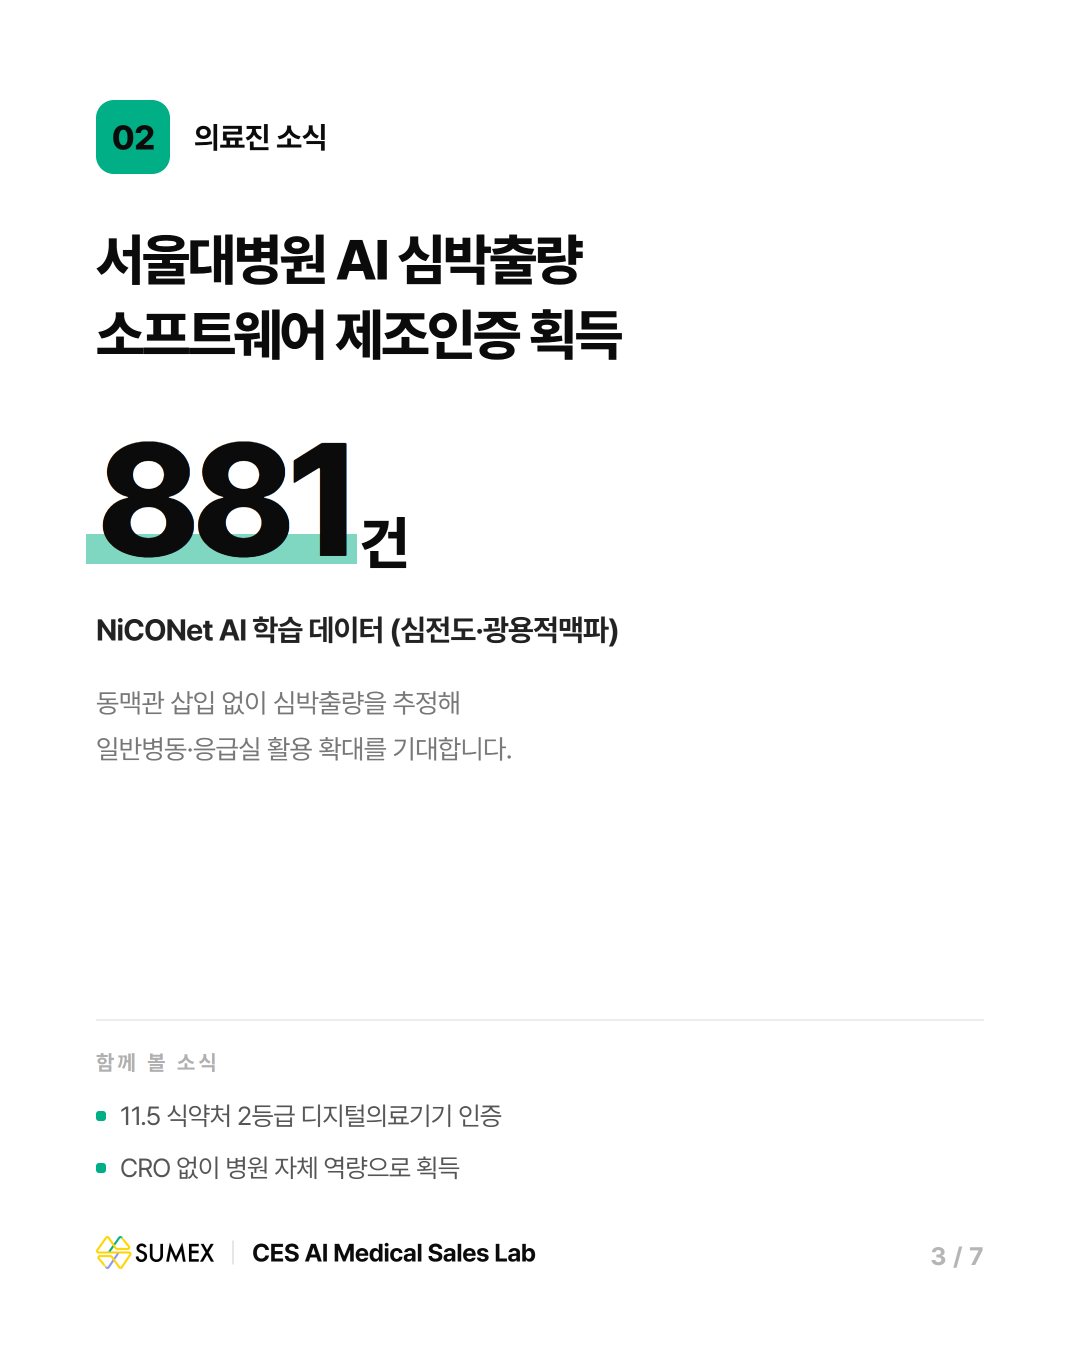 02 의료진 소식
서울대병원 AI 심박출량
소프트웨어 제조인증 획득
881건
NiCONet AI 학습 데이터 (심전도·광용적맥파)
동맥관 삽입 없이 심박출량을 추정해
일반병동·응급실 활용 확대를 기대합니다.
함께 볼 소식
11.5 식약처 2등급 디지털의료기기 인증
CRO 없이 병원 자체 역량으로 획득
SUMEX | CES AI Medical Sales Lab
3 / 7